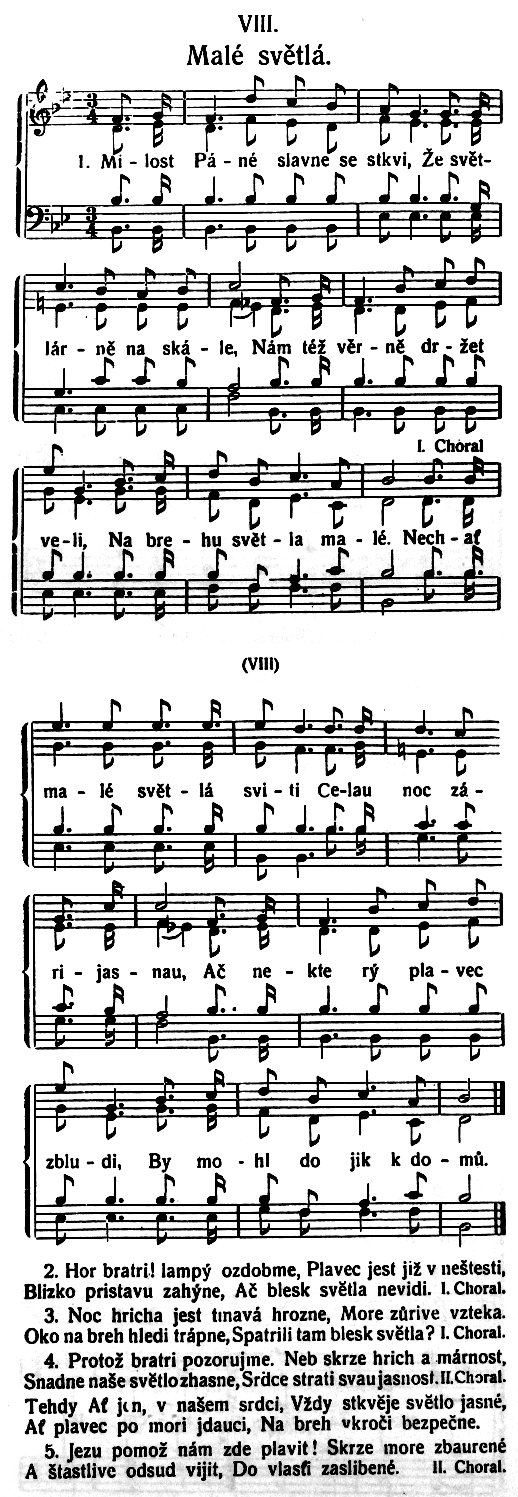 VIII.
Malé světlá.
1. Mi - lost Pá - né slavne se stkvi, Že svět-
lár - ně na ská - le, Nám též věr - ně dr - žet
I. Choral
ve - li, Na bre - hu svět - la ma - lé. Nech - ať
(VIII)
ma - lé svět - lá svi - ti Ce-lau noc zá -
ri - jas - nau, Ač ne - kte rý pla - vec
zblu - di, By mo - hl do jik k do - mů.
2. Hor bratri! lampý ozdobme, Plavec jest již v neštesti,
Blizko pristavu zahýne, Ač blesk světla nevidi. I. Choral.
3. Noc hricha jest tmavá hrozne, More zůrive vzteka.
Oko na breh hledi trápne, Spatrili tam blesk světla? I. Choral.
4. Protož bratri pozorujme. Neb skrze hrich a márnost,
Snadne naše světlo zhasne, Srdce strati svau jasnost. II. Choral.
Tehdy Ať jen, v našem srdci, Vždy stkvěje světlo jasné,
Ať plavec po mori jdauci, Na breh vkroči bezpečne.
5. Jezu pomož nám zde plavit! Skrze more zbaurené
A štastlive odsud vijit, Do vlasti zaslibené. II. Choral.